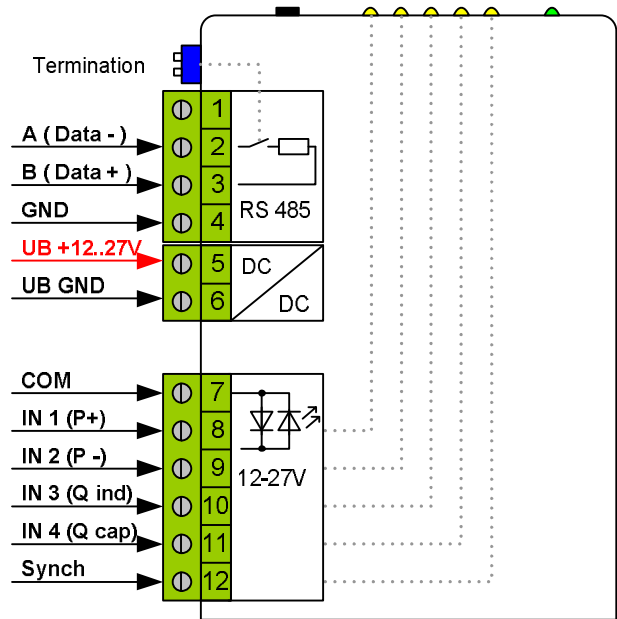 Termination
1
A ( Data - ) 2
B ( Data + ) 3
GND 4 RS 485
UB +12..27V 5 DC
UB GND 6 DC
COM 7
IN 1 (P+) 8
IN 2 (P -) 9 12-27V
IN 3 (Q ind) 10
IN 4 (Q cap) 11
Synch 12